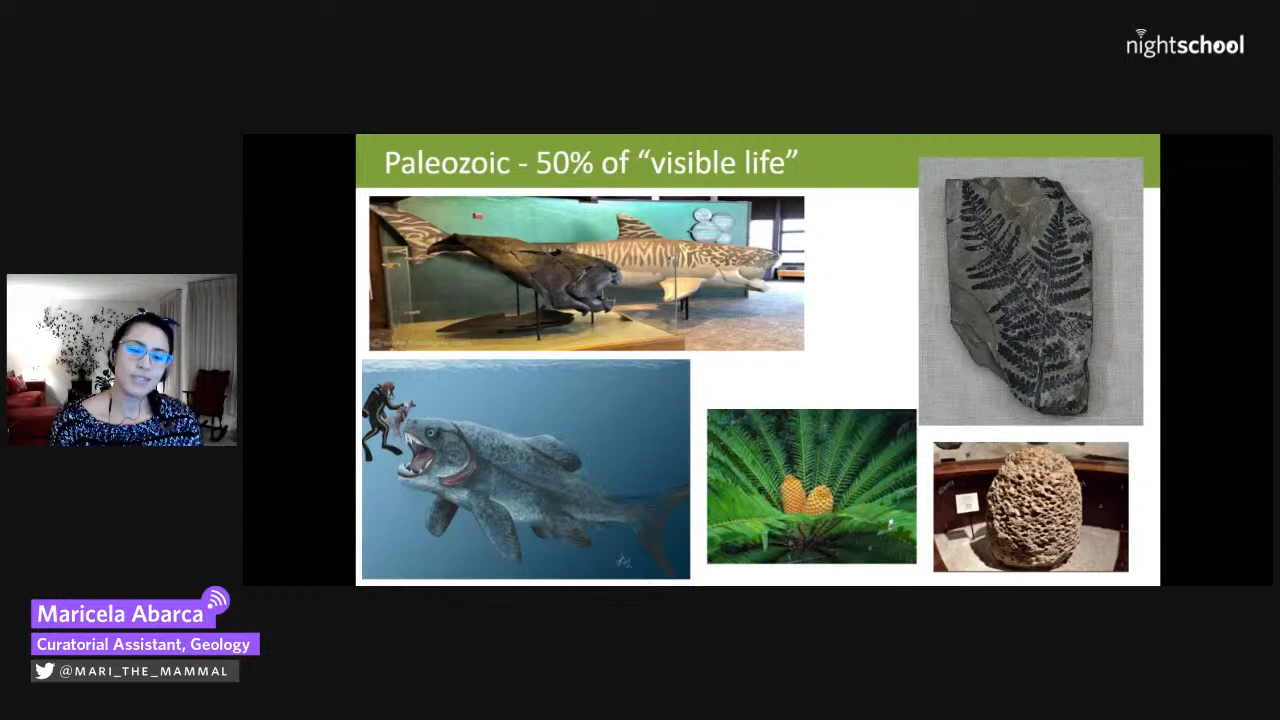 nightschool
Paleozoic - 50% of “visible life”
Maricela Abarca
Curatorial Assistant, Geology
@MARI_THE_MAMMAL